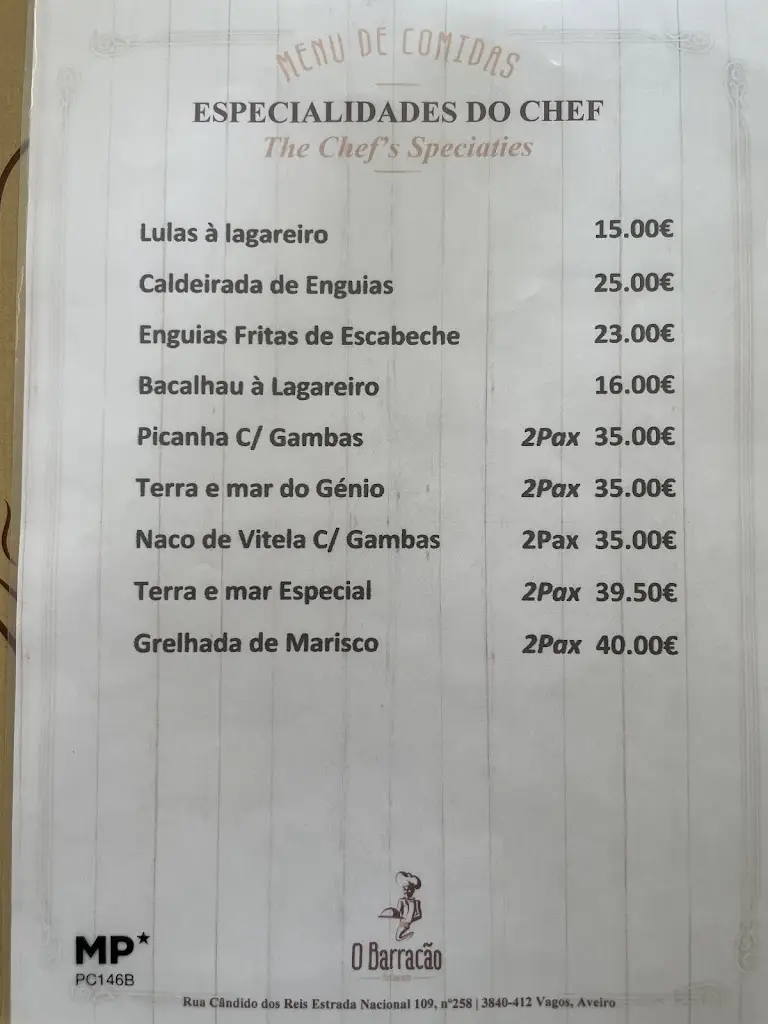 MENU DE COMIDAS
ESPECIALIDADES DO CHEF
The Chef's Speciaties
Lulas à lagareiro 15.00€
Caldeirada de Enguias 25.00€
Enguias Fritas de Escabeche 23.00€
Bacalhau à Lagareiro 16.00€
Picanha C/ Gambas 2Pax 35.00€
Terra e mar do Génio 2Pax 35.00€
Naco de Vitela C/ Gambas 2Pax 35.00€
Terra e mar Especial 2Pax 39.50€
Grelhada de Marisco 2Pax 40.00€
MP★
PC146B
O Barracão
Rua Cândido dos Reis Estrada Nacional 109, nº258 | 3840-412 Vagos, Aveiro